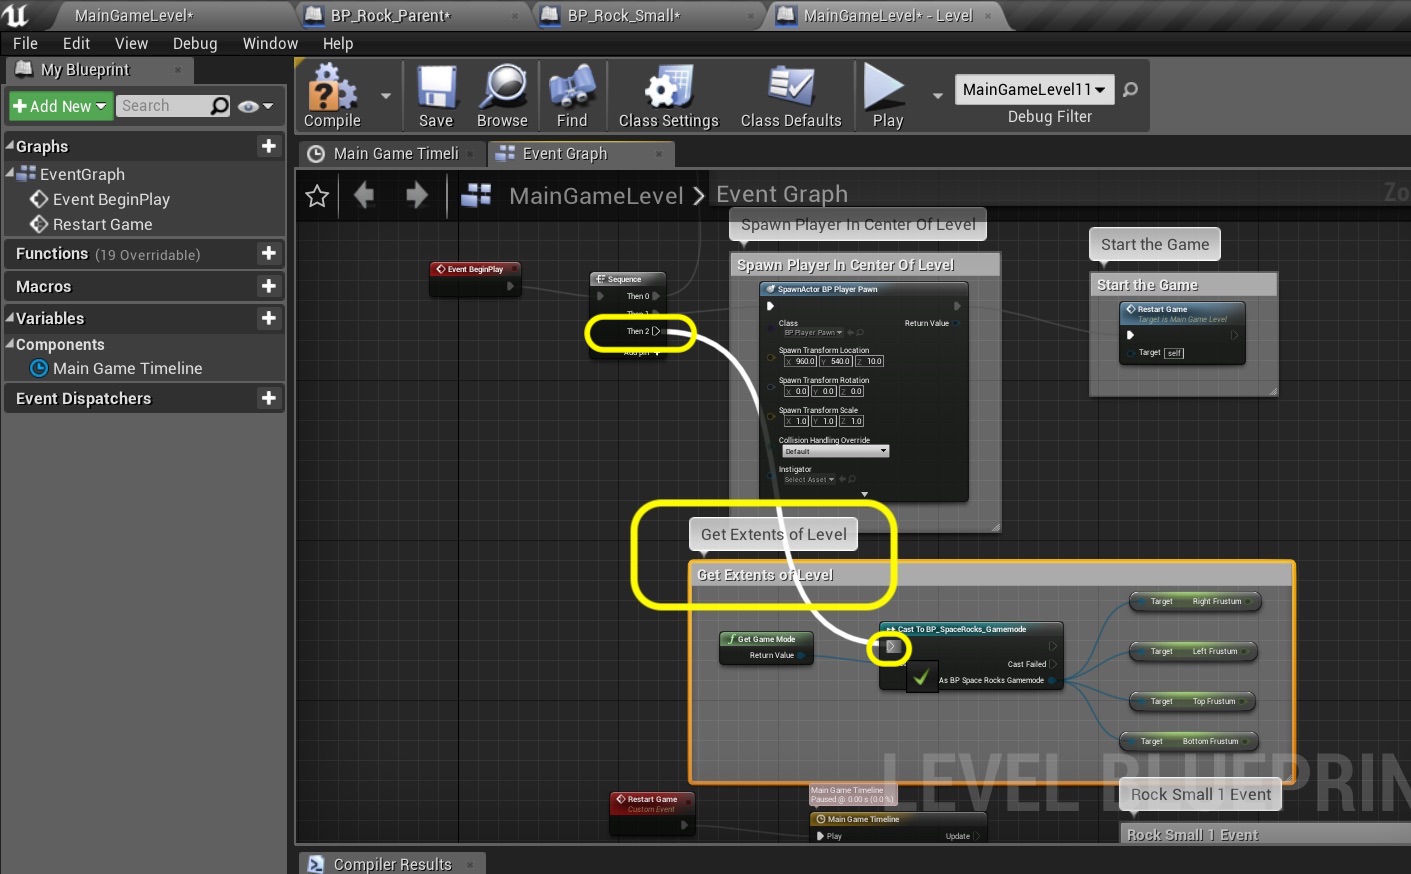 MainGameLevel*
BP_Rock_Parent*
BP_Rock_Small*
MainGameLevel* - Level
File Edit View Debug Window Help
My Blueprint
Add New
Search
Compile
Save
Browse
Find
Class Settings
Class Defaults
Play
MainGameLevel11
Debug Filter
Graphs
EventGraph
Event BeginPlay
Restart Game
Functions (19 Overridable)
Macros
Variables
Components
Main Game Timeline
Event Dispatchers
Main Game Timeli
Event Graph
MainGameLevel > Event Graph
Zo
Spawn Player In Center Of Level
Spawn Player In Center Of Level
Start the Game
Start the Game
Event BeginPlay
Sequence
Then 0
Then 1
Then 2
Add pin +
SpawnActor BP Player Pawn
Class
BP Player Pawn
Return Value
Spawn Transform Location
X 960.0 Y 540.0 Z 10.0
Spawn Transform Rotation
X 0.0 Y 0.0 Z 0.0
Spawn Transform Scale
X 1.0 Y 1.0 Z 1.0
Collision Handling Override
Default
Instigator
Select Asset
Restart Game
Target is Main Game Level
Target self
Get Extents of Level
Get Extents of Level
Get Game Mode
Return Value
Cast To BP_SpaceRocks_Gamemode
Cast Failed
As BP Space Rocks Gamemode
Target Right Frustum
Target Left Frustum
Target Top Frustum
Target Bottom Frustum
LEVEL BLUEPRIN
Restart Game
Custom Event
Main Game Timeline
Paused @ 0.00 s (0.0 %)
Main Game Timeline
Play
Update
Rock Small 1 Event
Rock Small 1 Event
Compiler Results